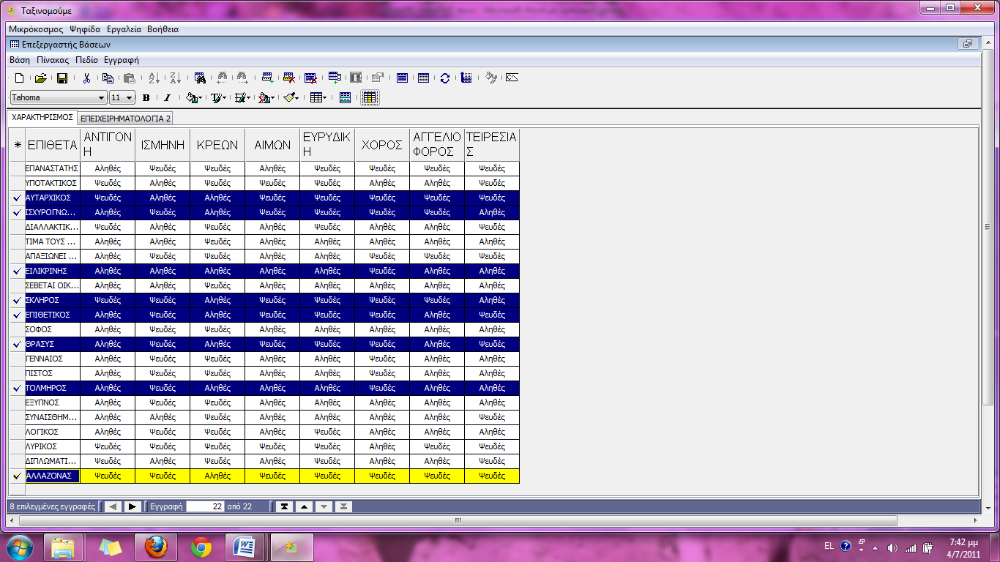 Ταξινομούμε
Μικρόκοσμος Ψηφίδα Εργαλεία Βοήθεια
Επεξεργαστής Βάσεων
Βάση Πίνακας Πεδίο Εγγραφή
Tahoma 11 B I
ΧΑΡΑΚΤΗΡΙΣΜΟΣ ΕΠΕΙΧΕΙΡΗΜΑΤΟΛΟΓΙΑ 2
* ΕΠΙΘΕΤΑ ΑΝΤΙΓΟΝΗ ΙΣΜΗΝΗ ΚΡΕΩΝ ΑΙΜΩΝ ΕΥΡΥΔΙΚΗ ΧΟΡΟΣ ΑΓΓΕΛΙΟΦΟΡΟΣ ΤΕΙΡΕΣΙΑΣ
ΕΠΑΝΑΣΤΑΤΗΣ Αληθές Ψευδές Ψευδές Αληθές Ψευδές Ψευδές Ψευδές Ψευδές
ΥΠΟΤΑΚΤΙΚΟΣ Ψευδές Αληθές Ψευδές Ψευδές Ψευδές Αληθές Αληθές Ψευδές
ΑΥΤΑΡΧΙΚΟΣ Ψευδές Αληθές Αληθές Ψευδές Ψευδές Ψευδές Ψευδές Ψευδές
ΙΣΧΥΡΟΓΝΩ... Αληθές Ψευδές Αληθές Ψευδές Ψευδές Ψευδές Ψευδές Αληθές
ΔΙΑΛΛΑΚΤΙΚ... Ψευδές Αληθές Ψευδές Αληθές Ψευδές Αληθές Αληθές Ψευδές
ΤΙΜΑ ΤΟΥΣ ... Αληθές Αληθές Ψευδές Αληθές Αληθές Αληθές Αληθές Αληθές
ΑΠΑΞΙΩΝΕΙ ... Αληθές Ψευδές Ψευδές Αληθές Αληθές Ψευδές Ψευδές Ψευδές
ΕΙΛΙΚΡΙΝΗΣ Αληθές Αληθές Αληθές Αληθές Αληθές Ψευδές Αληθές Αληθές
ΣΕΒΕΤΑΙ ΟΙΚ... Αληθές Αληθές Ψευδές Αληθές Αληθές Αληθές Αληθές Αληθές
ΣΚΛΗΡΟΣ Ψευδές Ψευδές Αληθές Ψευδές Ψευδές Ψευδές Ψευδές Αληθές
ΕΠΙΘΕΤΙΚΟΣ Αληθές Ψευδές Αληθές Αληθές Ψευδές Ψευδές Αληθές Ψευδές
ΣΟΦΟΣ Αληθές Ψευδές Ψευδές Αληθές Ψευδές Αληθές Αληθές Αληθές
ΘΡΑΣΥΣ Αληθές Ψευδές Αληθές Ψευδές Ψευδές Ψευδές Αληθές Ψευδές
ΓΕΝΝΑΙΟΣ Αληθές Ψευδές Ψευδές Αληθές Αληθές Ψευδές Αληθές Αληθές
ΠΙΣΤΟΣ Αληθές Ψευδές Ψευδές Αληθές Αληθές Ψευδές Αληθές Αληθές
ΤΟΛΜΗΡΟΣ Αληθές Ψευδές Αληθές Αληθές Αληθές Ψευδές Αληθές Αληθές
ΕΞΥΠΝΟΣ Αληθές Ψευδές Ψευδές Αληθές Αληθές Αληθές Αληθές Αληθές
ΣΥΝΑΙΣΘΗΜ... Αληθές Αληθές Ψευδές Αληθές Αληθές Αληθές Αληθές Ψευδές
ΛΟΓΙΚΟΣ Αληθές Αληθές Ψευδές Αληθές Ψευδές Αληθές Αληθές Αληθές
ΛΥΡΙΚΟΣ Αληθές Ψευδές Ψευδές Ψευδές Ψευδές Αληθές Ψευδές Ψευδές
ΔΙΠΛΩΜΑΤΙ... Ψευδές Αληθές Ψευδές Αληθές Ψευδές Αληθές Αληθές Ψευδές
ΑΛΛΑΖΟΝΑΣ Ψευδές Ψευδές Αληθές Ψευδές Ψευδές Ψευδές Ψευδές Ψευδές
8 επιλεγμένες εγγραφές Εγγραφή 22 από 22
EL 7:42 μμ
4/7/2011